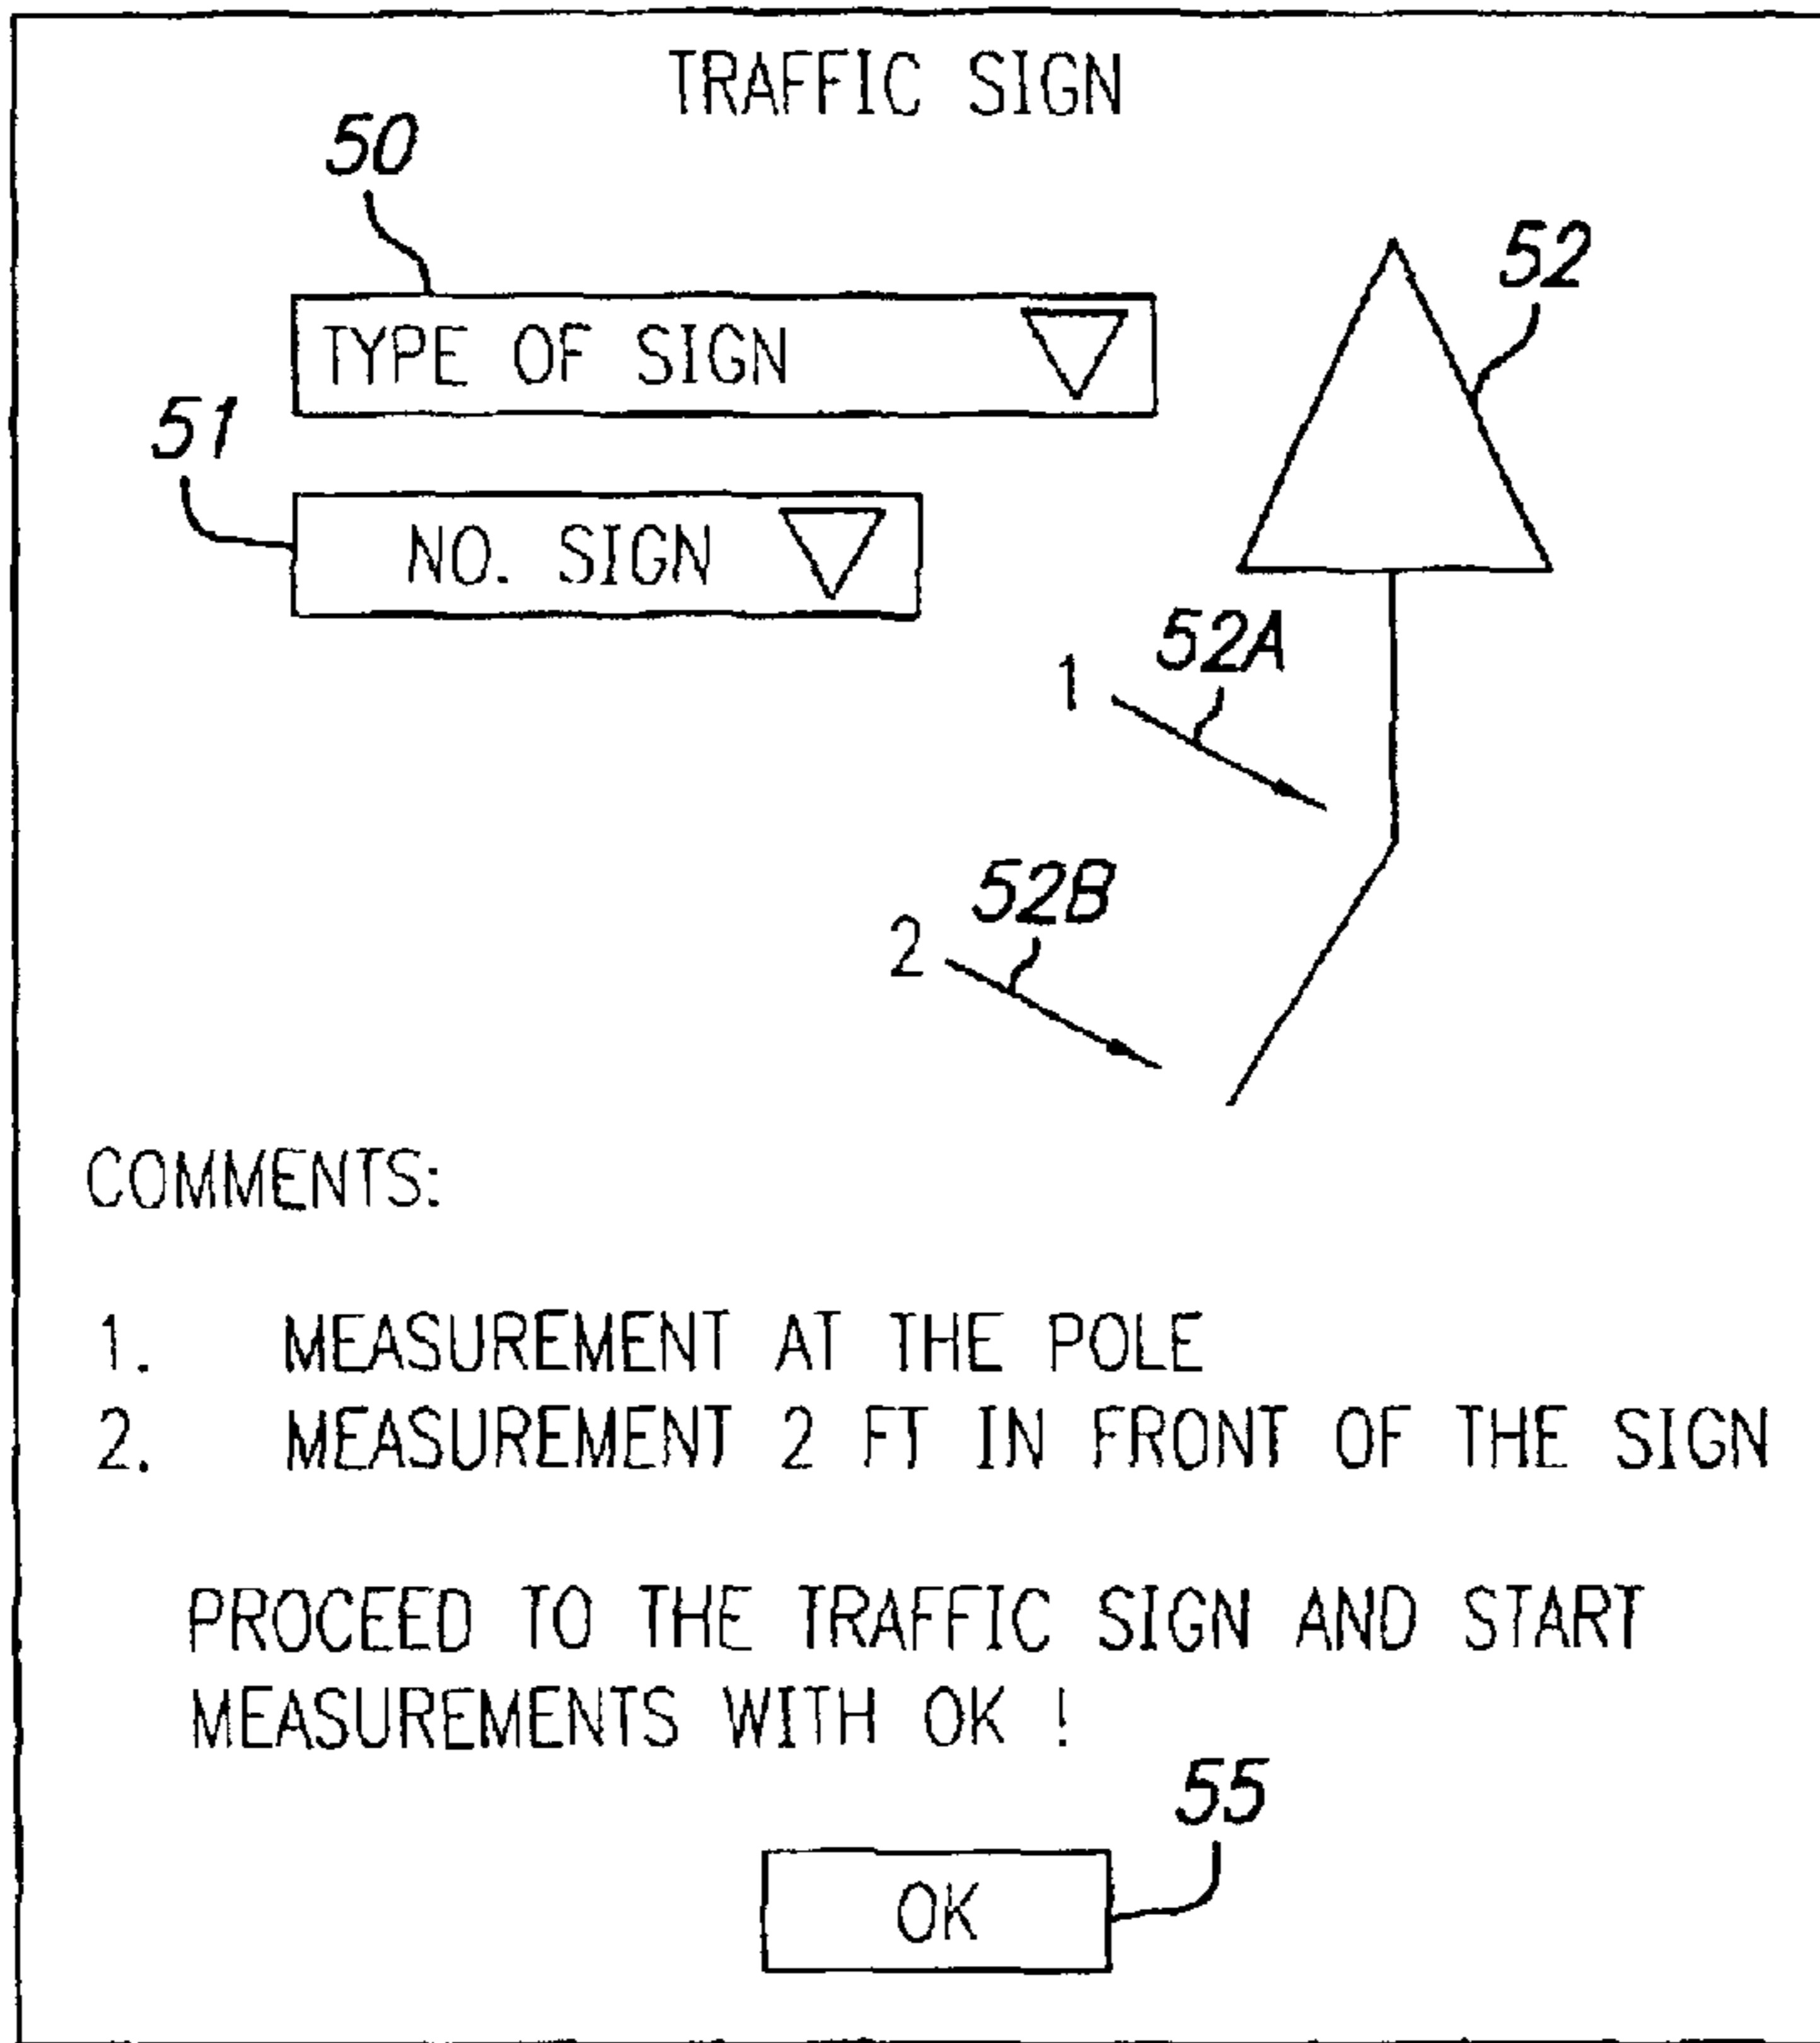 TRAFFIC SIGN
50
52
TYPE OF SIGN
51
NO. SIGN
52A
1
52B
2
COMMENTS:
1. MEASUREMENT AT THE POLE
2. MEASUREMENT 2 FT IN FRONT OF THE SIGN
PROCEED TO THE TRAFFIC SIGN AND START
MEASUREMENTS WITH OK !
55
OK